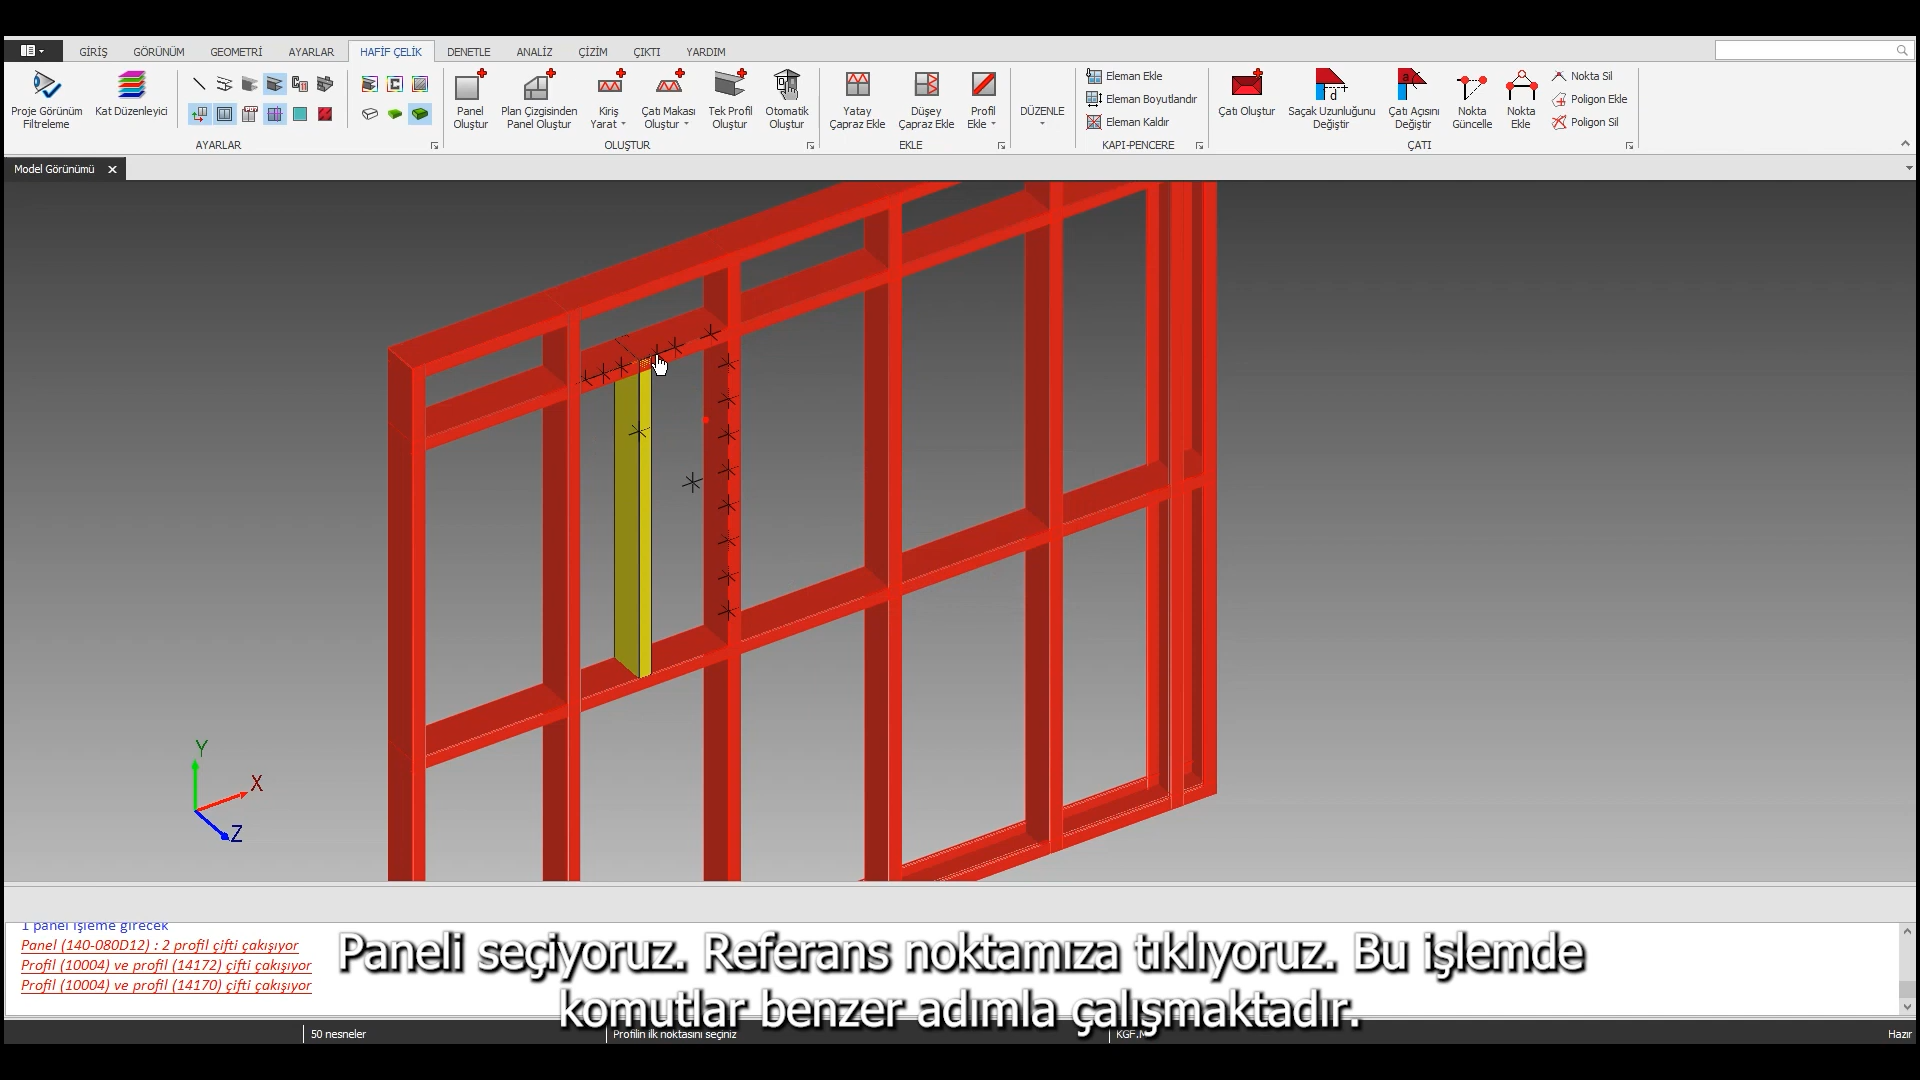 GİRİŞ
GÖRÜNÜM
GEOMETRİ
AYARLAR
HAFİF ÇELİK
DENETLE
ANALİZ
ÇİZİM
ÇIKTI
YARDIM
Proje Görünüm
Filtreleme
Kat Düzenleyici
AYARLAR
Panel
Oluştur
Plan Çizgisinden
Panel Oluştur
Kiriş
Yarat
Çatı Makası
Oluştur
Tek Profil
Oluştur
Otomatik
Oluştur
OLUŞTUR
Yatay
Çapraz Ekle
Düşey
Çapraz Ekle
Profil
Ekle
EKLE
DÜZENLE
Eleman Ekle
Eleman Boyutlandır
Eleman Kaldır
KAPI-PENCERE
Çatı Oluştur
d
Saçak Uzunluğunu
Değiştir
a
Çatı Açısını
Değiştir
Nokta
Güncelle
Nokta
Ekle
Nokta Sil
Poligon Ekle
Poligon Sil
ÇATI
Model Görünümü
Y
X
Z
1 panel işleme girecek
Panel (140-080D12) : 2 profil çifti çakışıyor
Profil (10004) ve profil (14172) çifti çakışıyor
Profil (10004) ve profil (14170) çifti çakışıyor
Paneli seçiyoruz. Referans noktamıza tıklıyoruz. Bu işlemde
komutlar benzer adımla çalışmaktadır.
50 nesneler
Profilin ilk noktasını seçiniz
Hazır